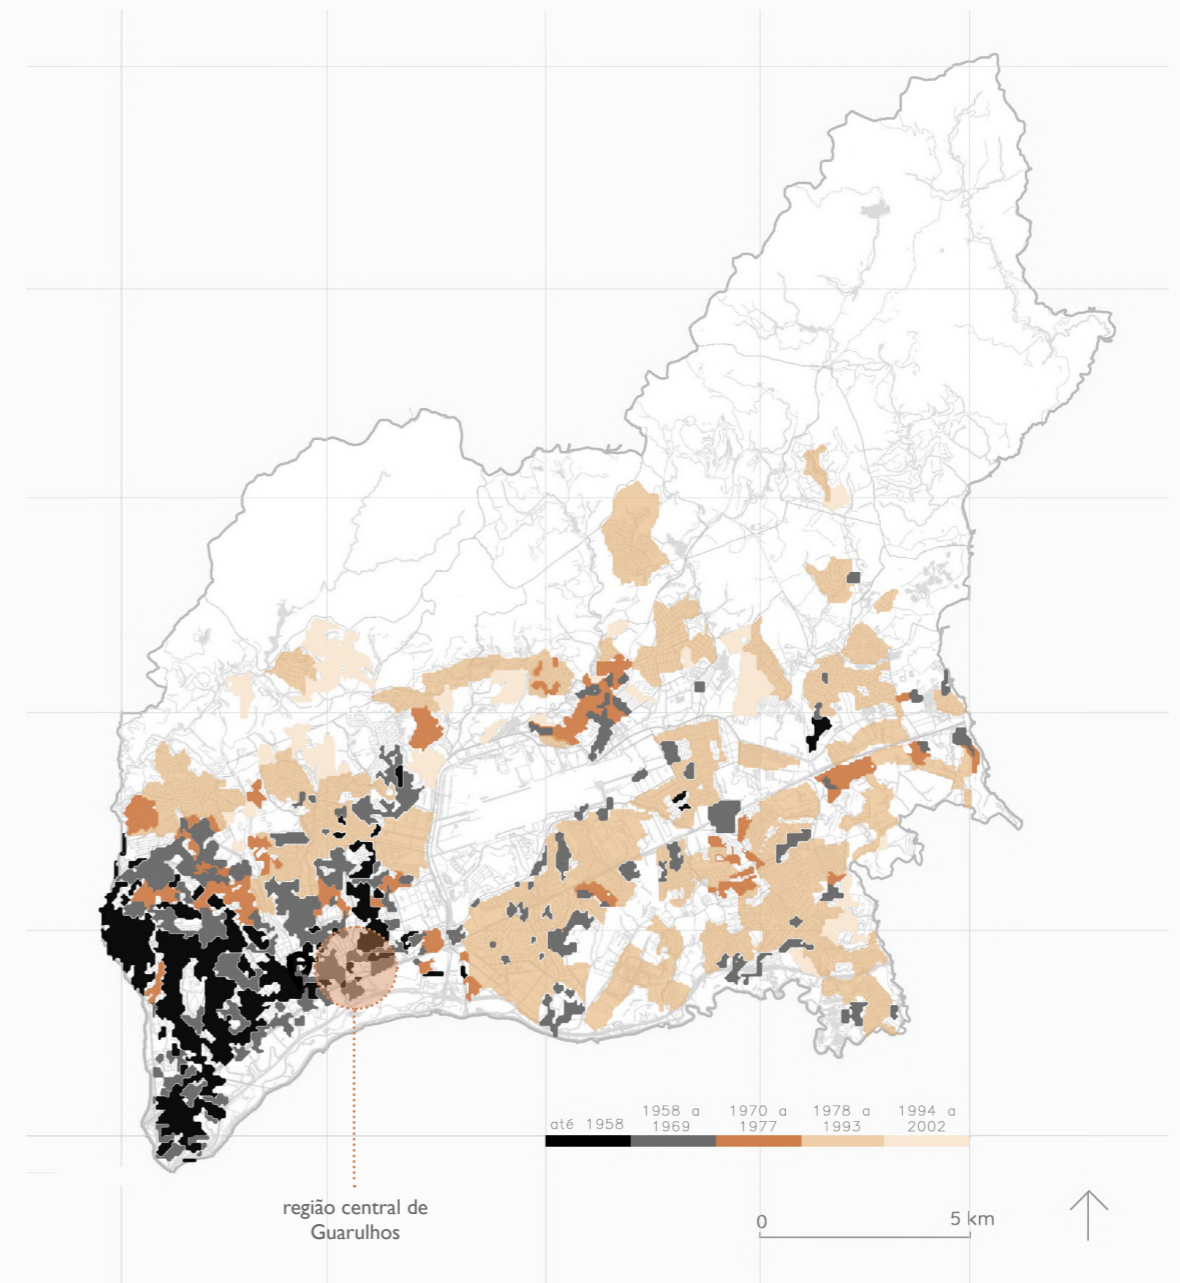 até 1958
1958 a
1969
1970 a
1977
1978 a
1993
1994 a
2002
região central de
Guarulhos
0
5 km